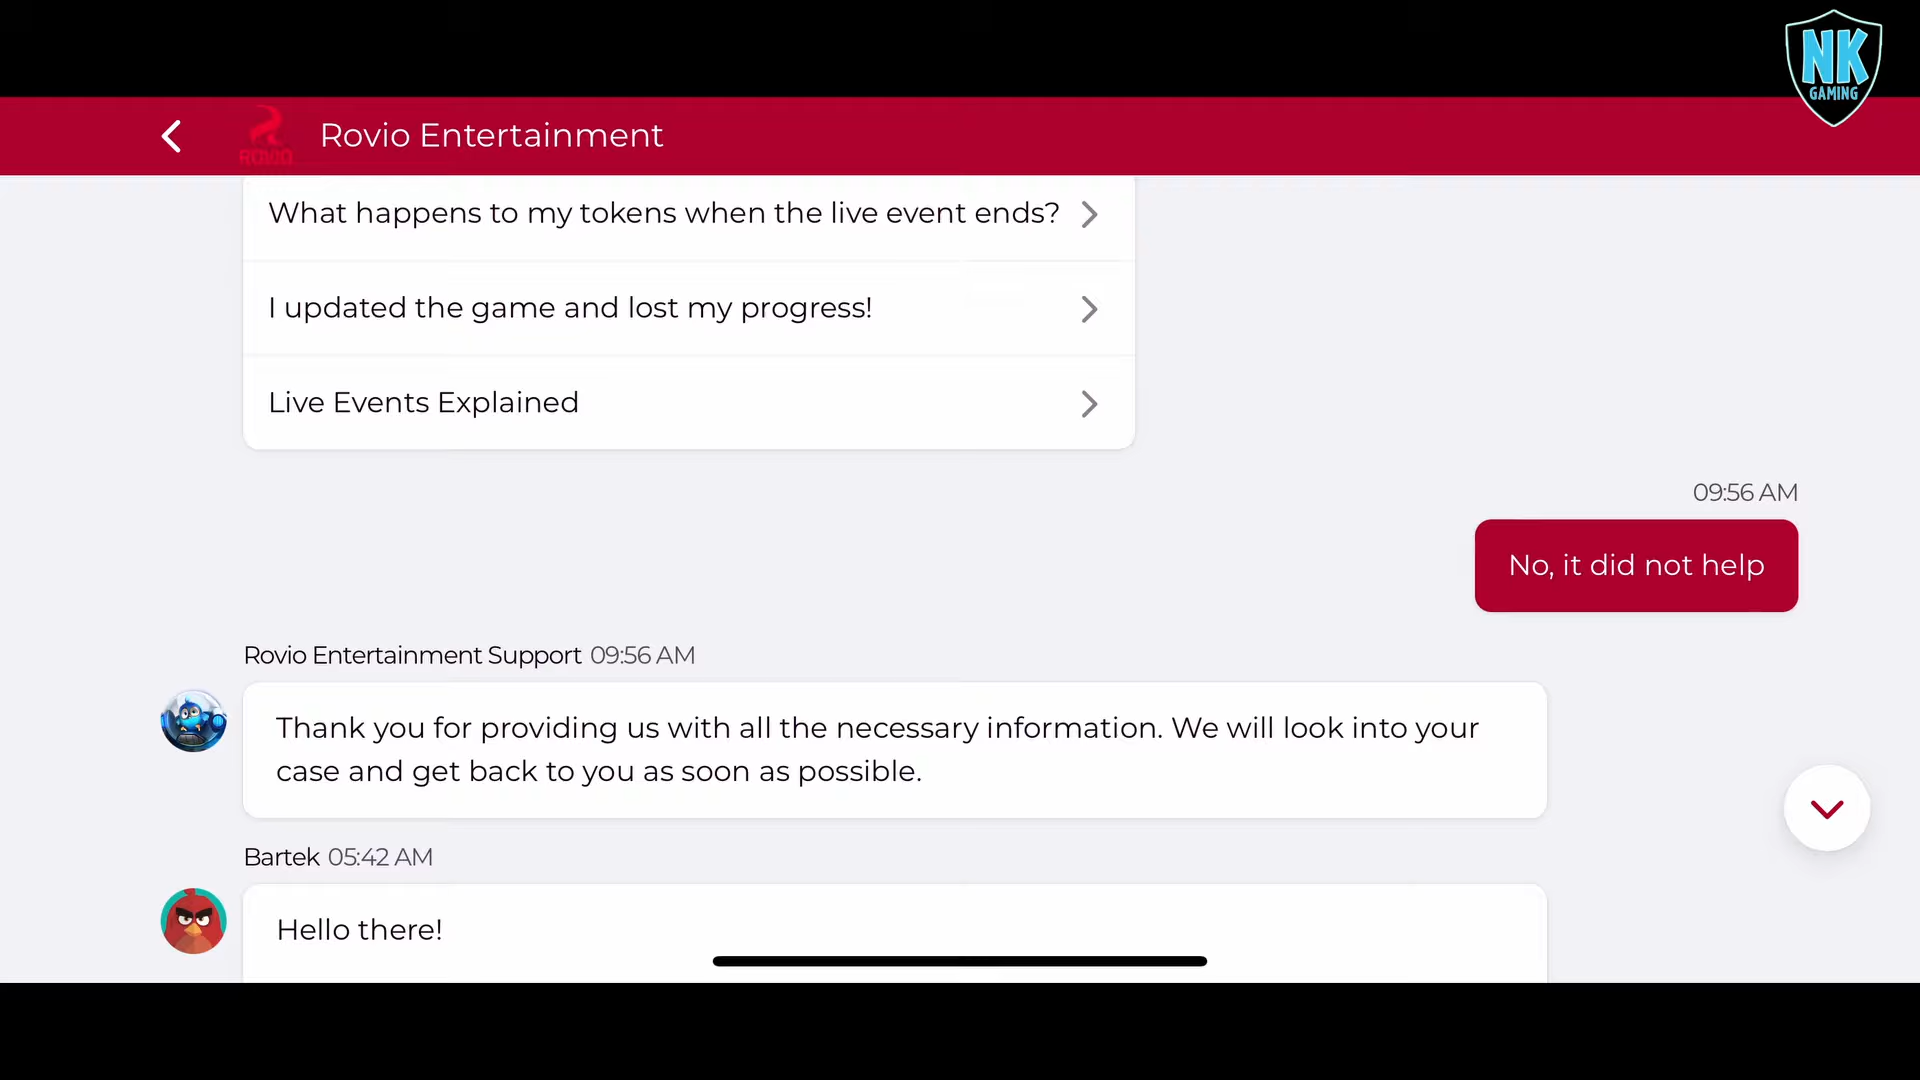 NK
GAMING
ROVIO
Rovio Entertainment
What happens to my tokens when the live event ends?
I updated the game and lost my progress!
Live Events Explained
09:56 AM
No, it did not help
Rovio Entertainment Support 09:56 AM
Thank you for providing us with all the necessary information. We will look into your
case and get back to you as soon as possible.
Bartek 05:42 AM
Hello there!